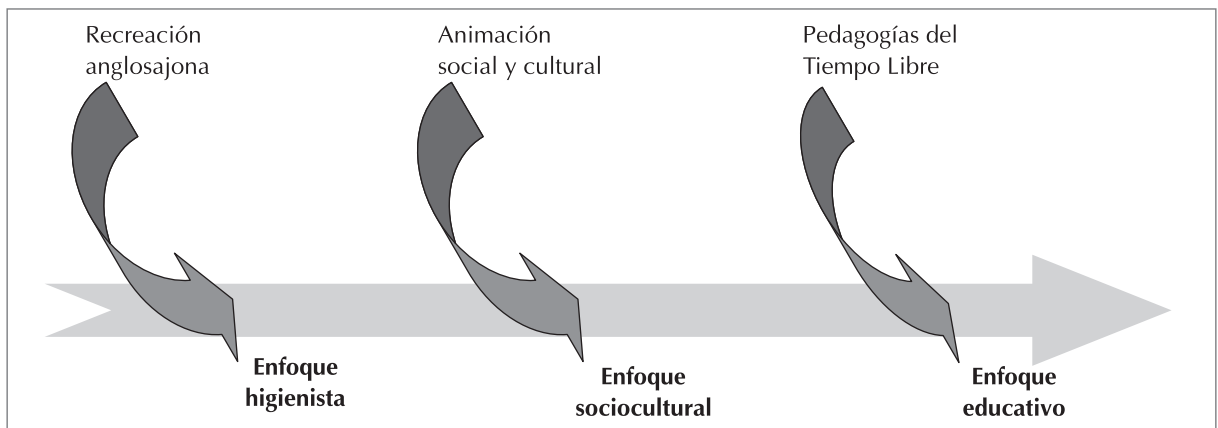 Recreación
anglosajona
Animación
social y cultural
Pedagogías del
Tiempo Libre
Enfoque
higienista
Enfoque
sociocultural
Enfoque
educativo